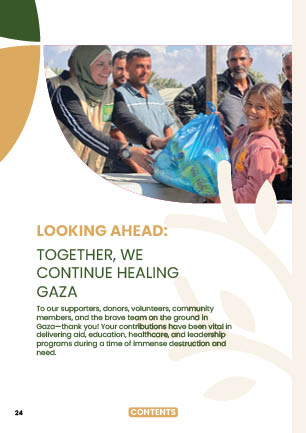 LOOKING AHEAD:
TOGETHER, WE
CONTINUE HEALING
GAZA
To our supporters, donors, volunteers, community
members, and the brave team on the ground in
Gaza—thank you! Your contributions have been vital in
delivering aid, education, healthcare, and leadership
programs during a time of immense destruction and
need.
24
CONTENTS